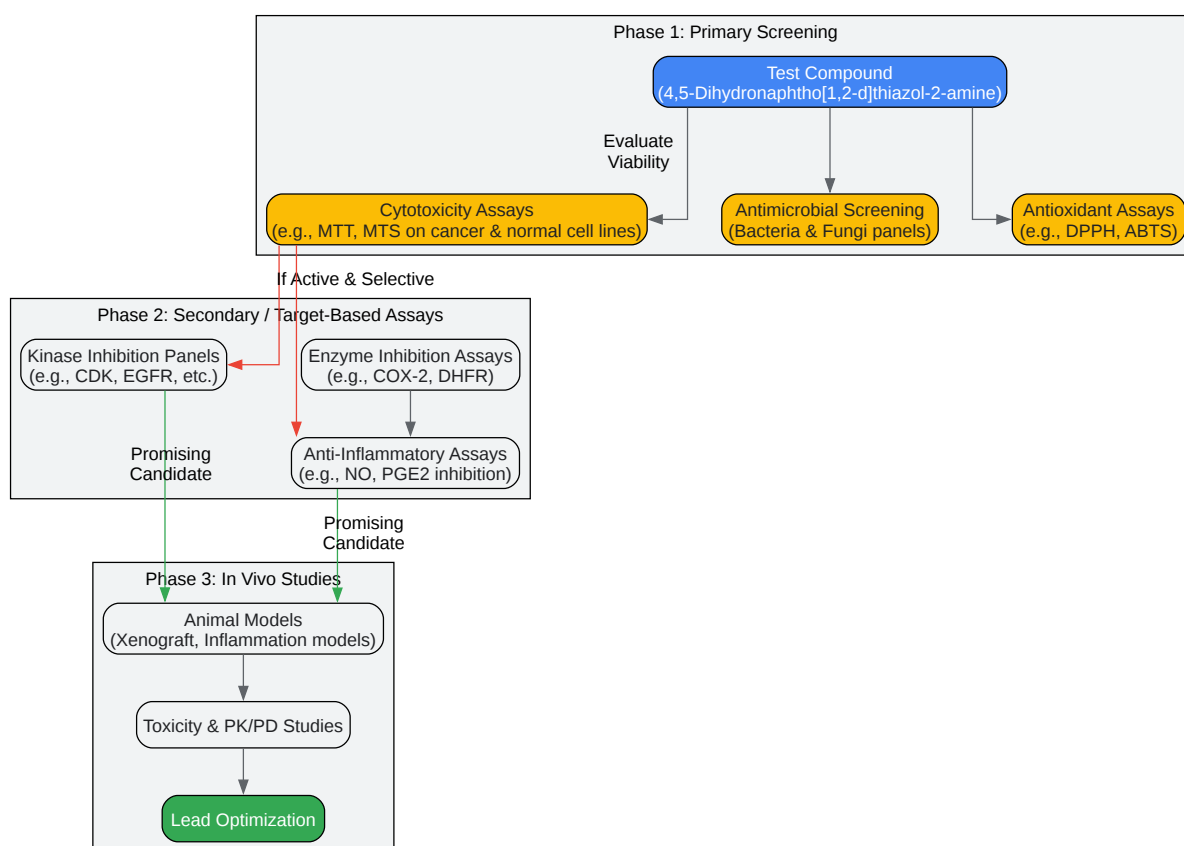 Phase 1: Primary Screening
Test Compound
(4,5-Dihydronaphtho[1,2-d]thiazol-2-amine)
Evaluate
Viability
Cytotoxicity Assays
(e.g., MTT, MTS on cancer & normal cell lines)
Antimicrobial Screening
(Bacteria & Fungi panels)
Antioxidant Assays
(e.g., DPPH, ABTS)
If Active & Selective
Phase 2: Secondary / Target-Based Assays
Kinase Inhibition Panels
(e.g., CDK, EGFR, etc.)
Enzyme Inhibition Assays
(e.g., COX-2, DHFR)
Promising
Candidate
Anti-Inflammatory Assays
(e.g., NO, PGE2 inhibition)
Promising
Candidate
Phase 3: In Vivo Studies
Animal Models
(Xenograft, Inflammation models)
Toxicity & PK/PD Studies
Lead Optimization